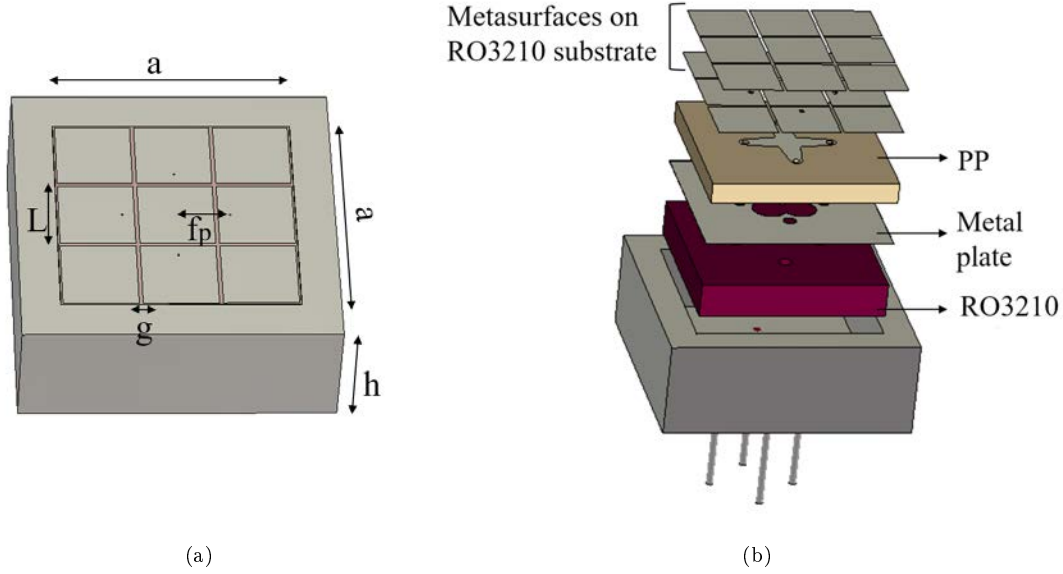 a
a
L
fp
g
h
(a)
Metasurfaces on
RO3210 substrate
PP
Metal
plate
RO3210
(b)